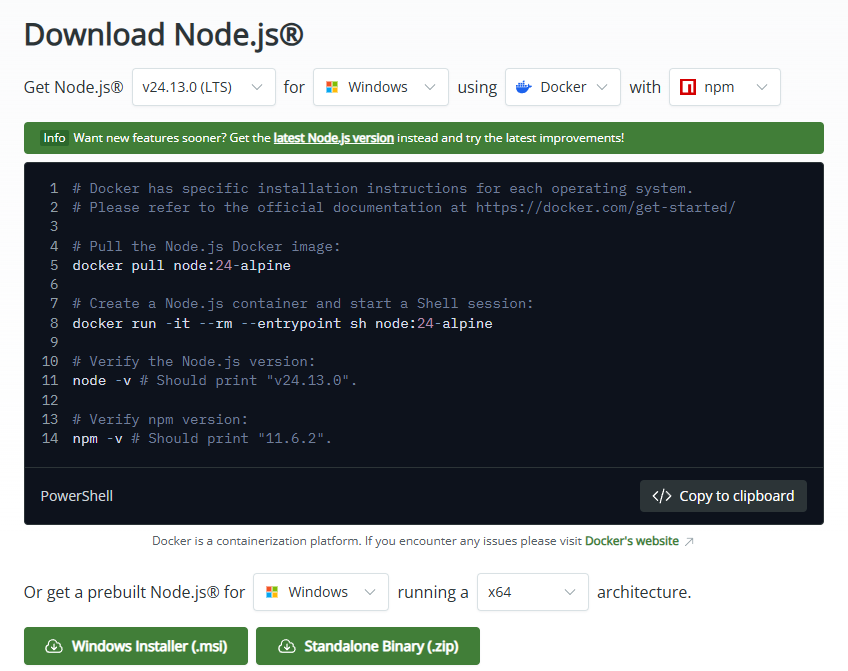 Download Node.js®
Get Node.js® v24.13.0 (LTS) for Windows using Docker with npm
Info Want new features sooner? Get the latest Node.js version instead and try the latest improvements!
1 # Docker has specific installation instructions for each operating system.
2 # Please refer to the official documentation at https://docker.com/get-started/
3
4 # Pull the Node.js Docker image:
5 docker pull node:24-alpine
6
7 # Create a Node.js container and start a Shell session:
8 docker run -it --rm --entrypoint sh node:24-alpine
9
10 # Verify the Node.js version:
11 node -v # Should print "v24.13.0".
12
13 # Verify npm version:
14 npm -v # Should print "11.6.2".
PowerShell </> Copy to clipboard
Docker is a containerization platform. If you encounter any issues please visit Docker's website ↗
Or get a prebuilt Node.js® for Windows running a x64 architecture.
Windows Installer (.msi) Standalone Binary (.zip)